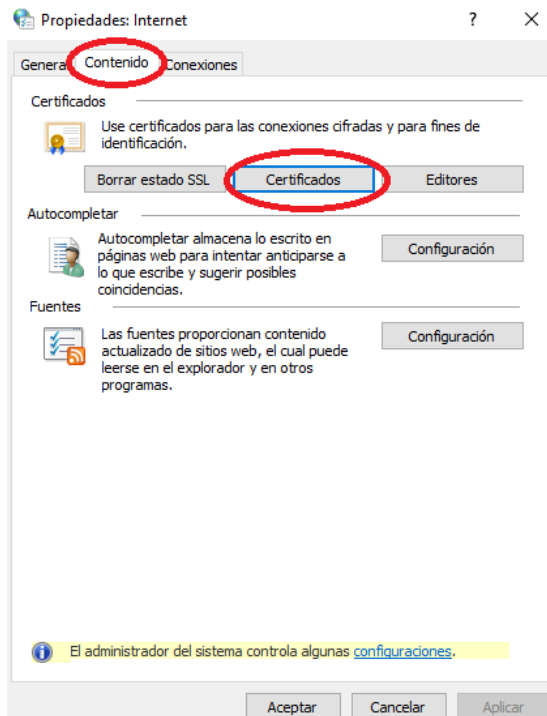 Propiedades: Internet
General Contenido Conexiones
Certificados
Use certificados para las conexiones cifradas y para fines de
identificación.
Borrar estado SSL Certificados Editores
Autocompletar
Autocompletar almacena lo escrito en
páginas web para intentar anticiparse a
lo que escribe y sugerir posibles
coincidencias.
Configuración
Fuentes
Las fuentes proporcionan contenido
actualizado de sitios web, el cual puede
leerse en el explorador y en otros
programas.
Configuración
El administrador del sistema controla algunas configuraciones.
Aceptar Cancelar Aplicar